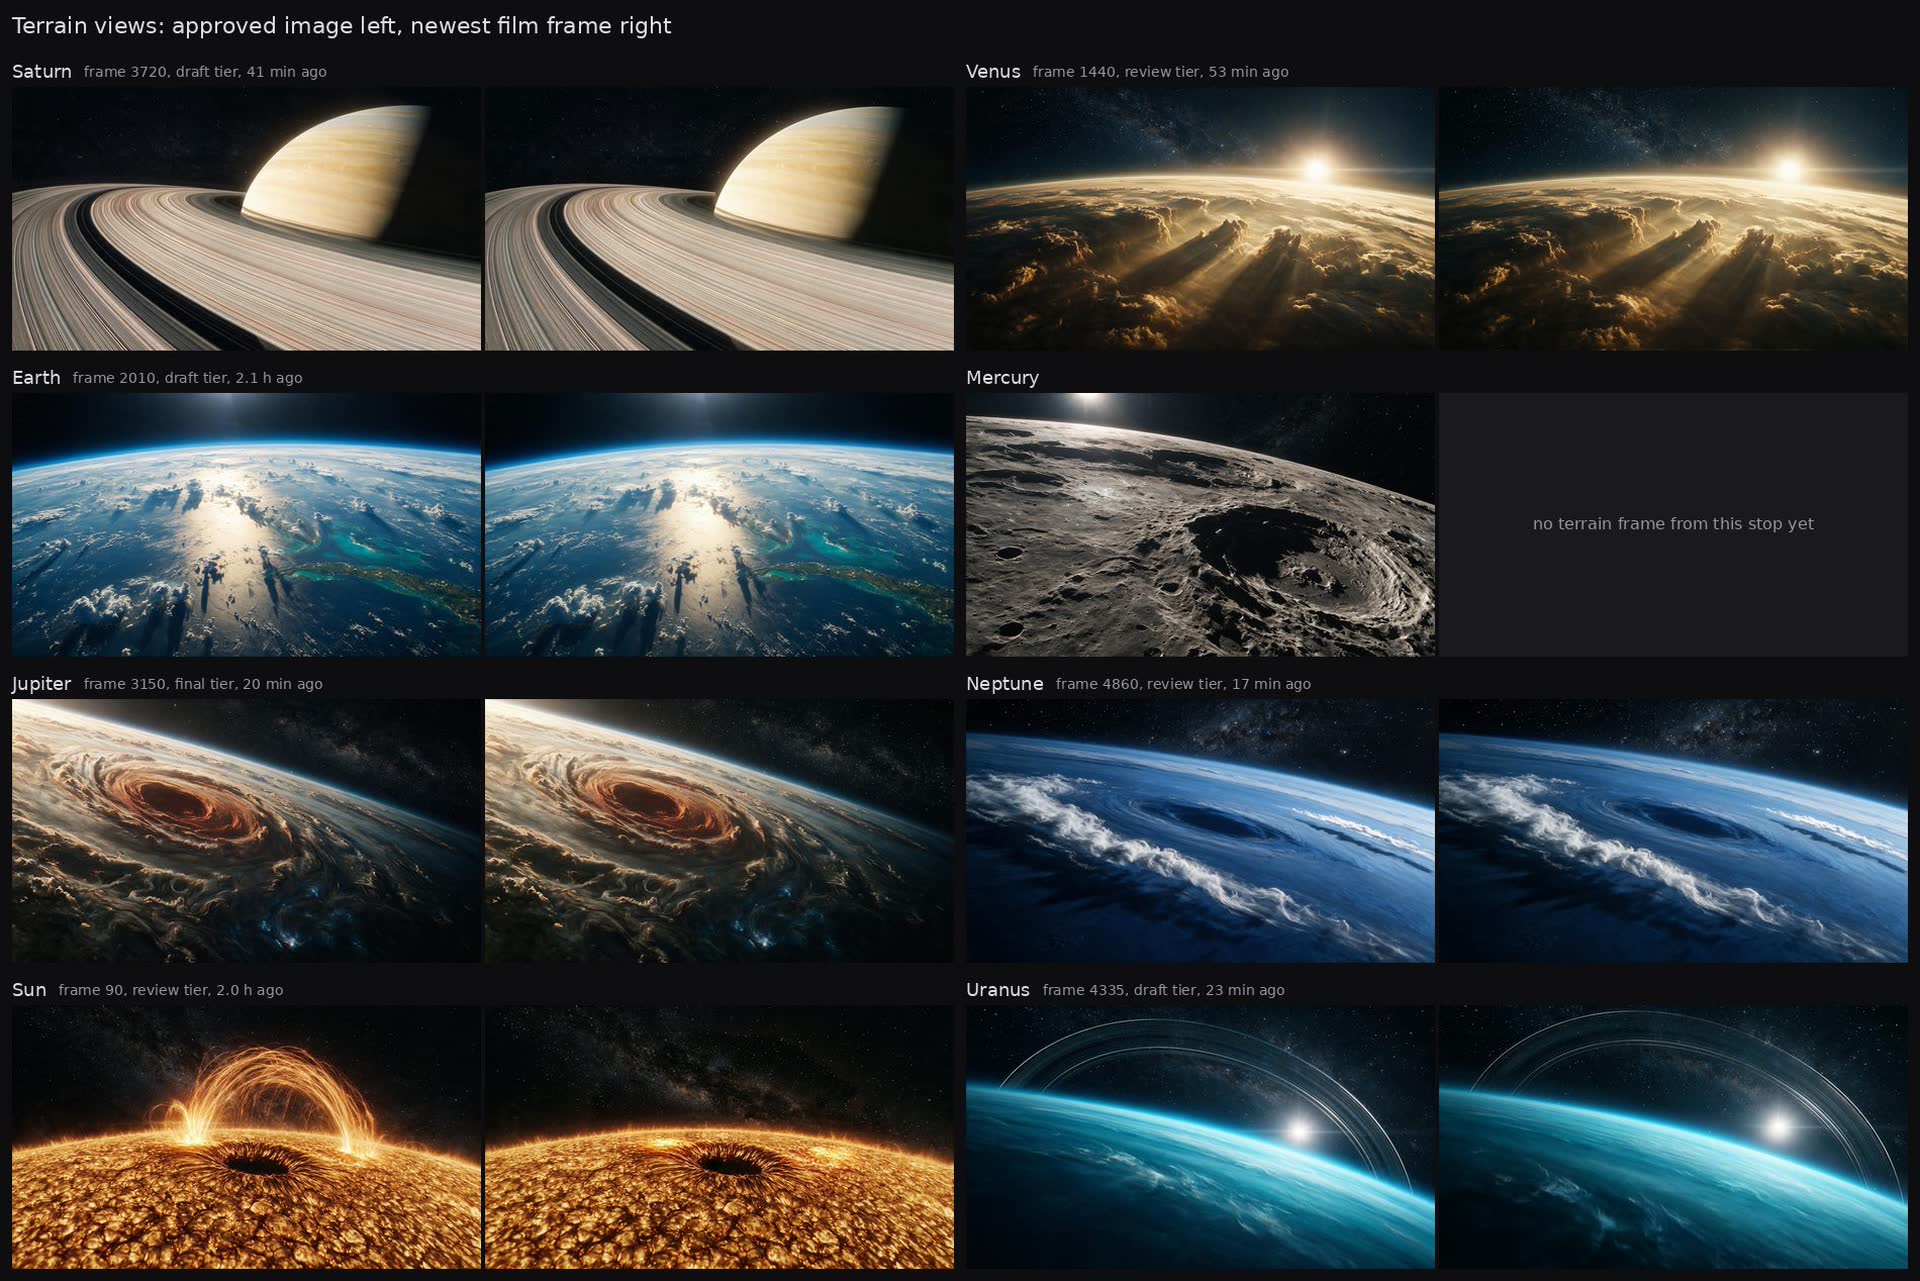 Terrain views: approved image left, newest film frame right
Saturn frame 3720, draft tier, 41 min ago
Venus frame 1440, review tier, 53 min ago
Earth frame 2010, draft tier, 2.1 h ago
Mercury
no terrain frame from this stop yet
Jupiter frame 3150, final tier, 20 min ago
Neptune frame 4860, review tier, 17 min ago
Sun frame 90, review tier, 2.0 h ago
Uranus frame 4335, draft tier, 23 min ago